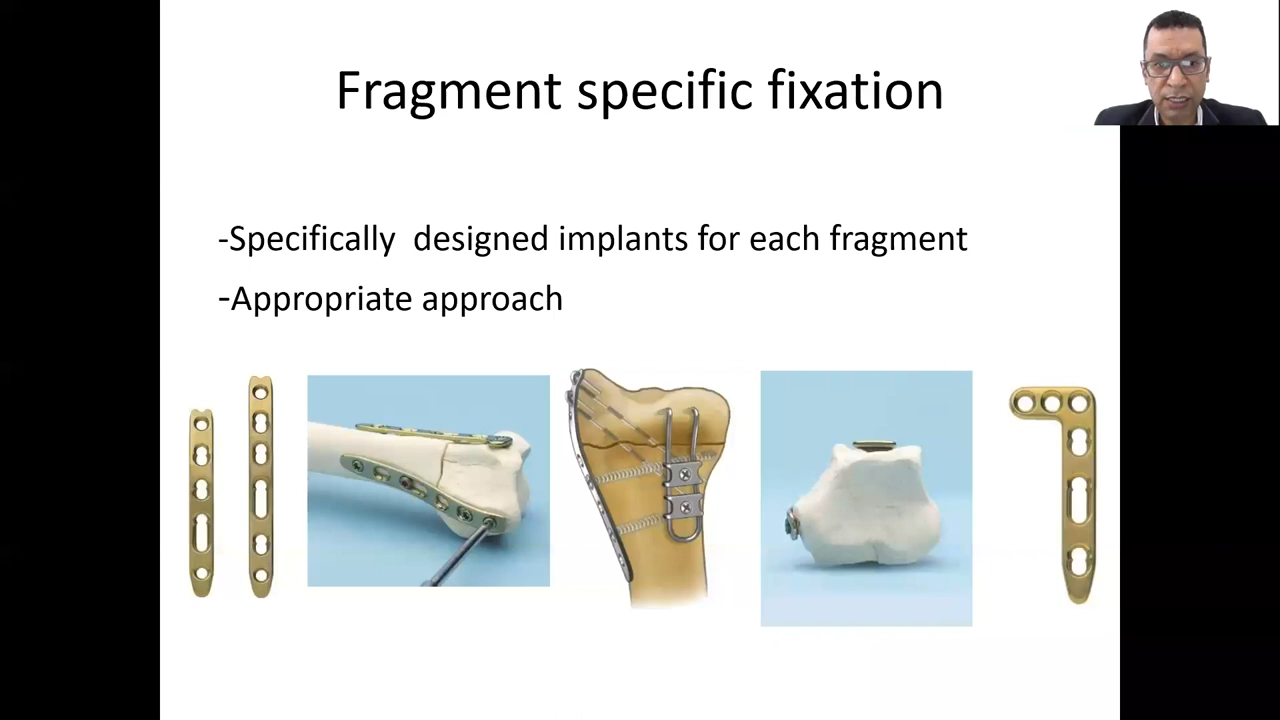 Fragment specific fixation
-Specifically  designed implants for each fragment
-Appropriate approach